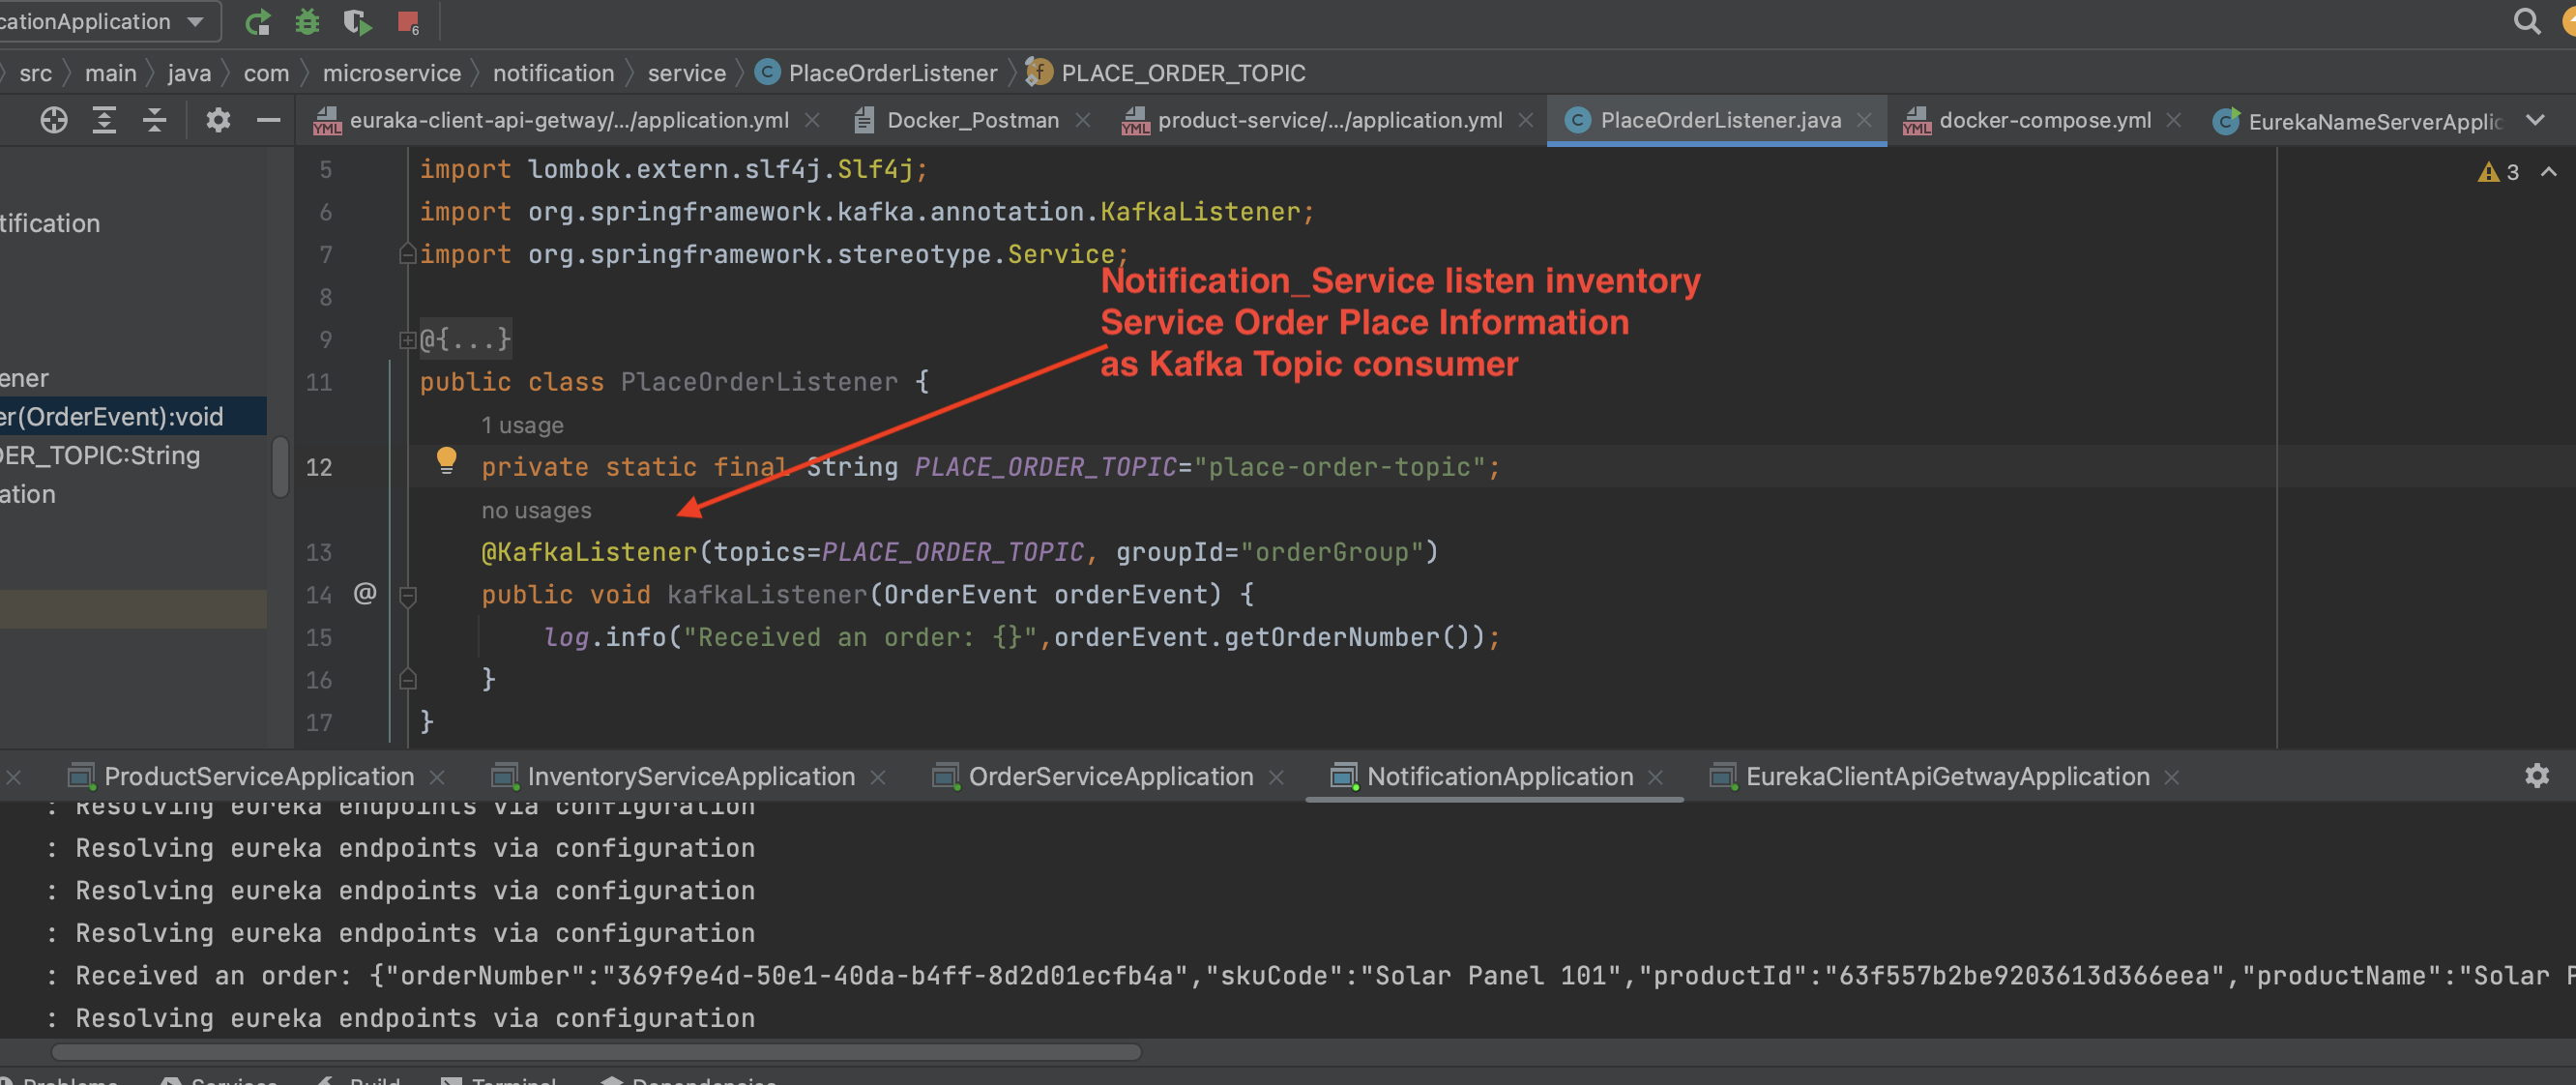 cationApplication
6
src main java com microservice notification service PlaceOrderListener PLACE_ORDER_TOPIC
euraka-client-api-getway/.../application.yml Docker_Postman product-service/.../application.yml PlaceOrderListener.java docker-compose.yml EurekaNameServerApplic
5 import lombok.extern.slf4j.Slf4j;
3
6 import org.springframework.kafka.annotation.KafkaListener;
tification
7 import org.springframework.stereotype.Service;
8
Notification_Service listen inventory
Service Order Place Information
as Kafka Topic consumer
9 @{...}
ener
11 public class PlaceOrderListener {
er(OrderEvent):void
1 usage
DER_TOPIC:String
12 private static final String PLACE_ORDER_TOPIC="place-order-topic";
ation
no usages
13 @KafkaListener(topics=PLACE_ORDER_TOPIC, groupId="orderGroup")
14 @ public void kafkaListener(OrderEvent orderEvent) {
15 log.info("Received an order: {}",orderEvent.getOrderNumber());
16 }
17 }
ProductServiceApplication InventoryServiceApplication OrderServiceApplication NotificationApplication EurekaClientApiGetwayApplication
: Resolving eureka endpoints via configuration
: Resolving eureka endpoints via configuration
: Resolving eureka endpoints via configuration
: Resolving eureka endpoints via configuration
: Received an order: {"orderNumber":"369f9e4d-50e1-40da-b4ff-8d2d01ecfb4a","skuCode":"Solar Panel 101","productId":"63f557b2be9203613d366eea","productName":"Solar P
: Resolving eureka endpoints via configuration
Problems Services Build Terminal Dependencies